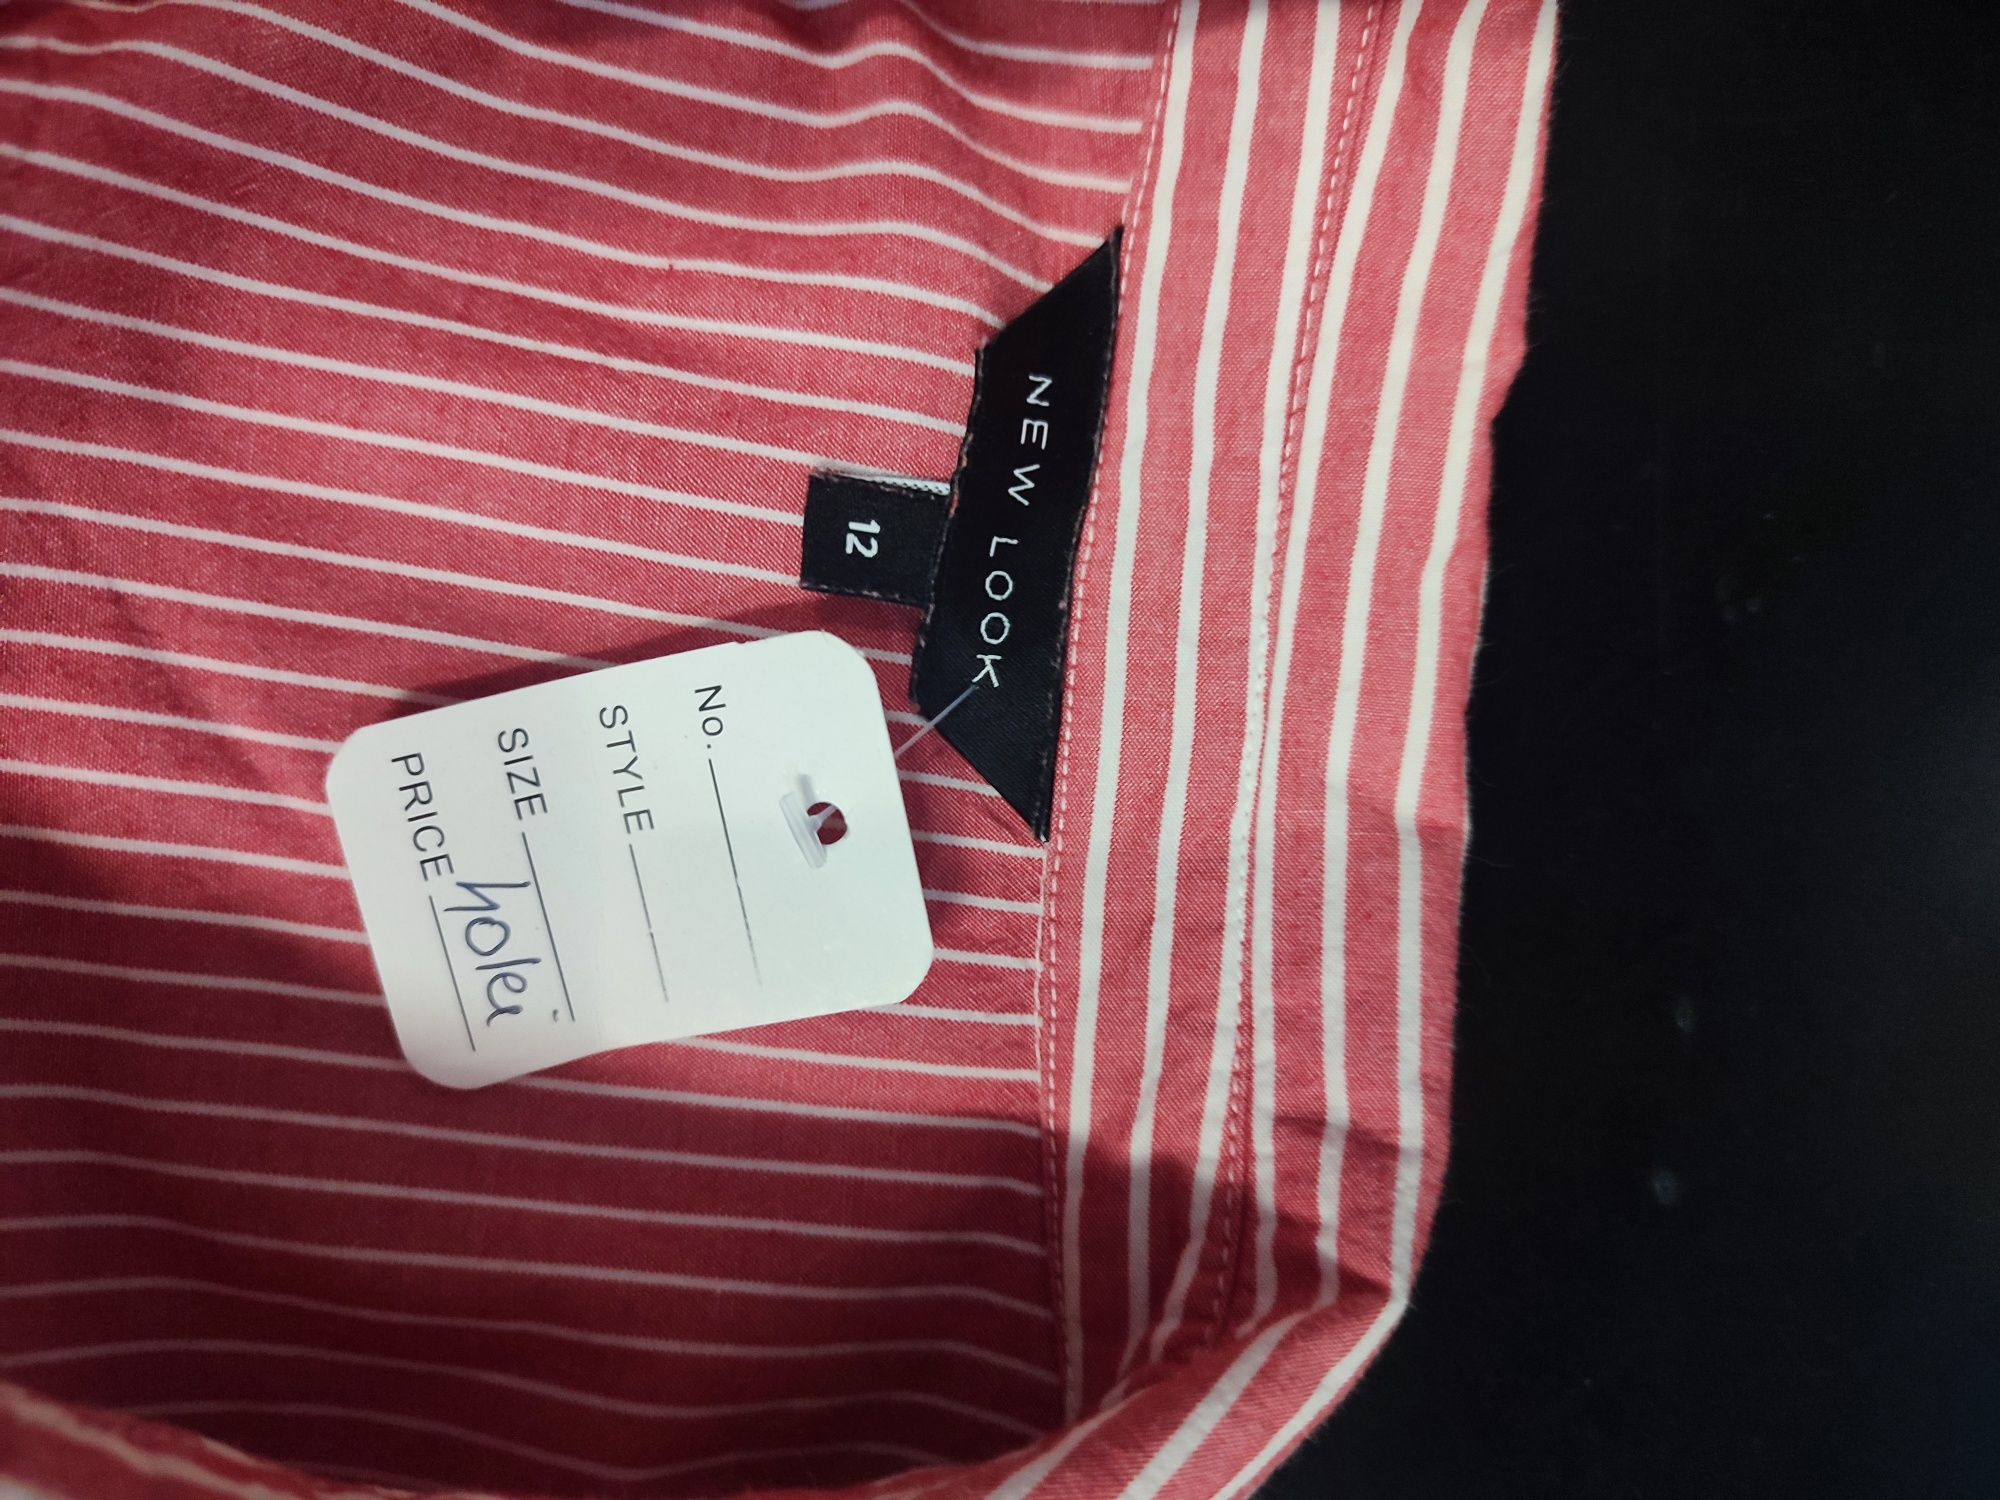 NEW LOOK
12
No.
STYLE
SIZE
PRICE 40lei